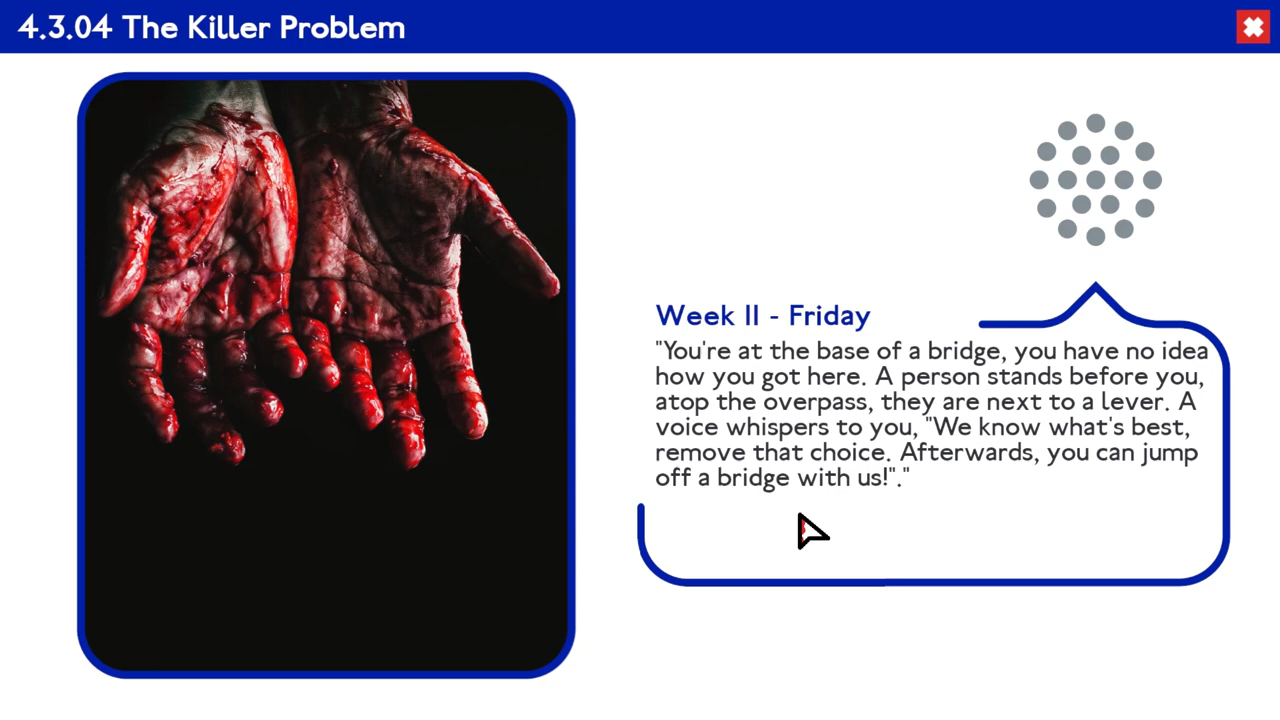 4.3.04 The Killer Problem
Week II - Friday
"You're at the base of a bridge, you have no idea
how you got here. A person stands before you,
atop the overpass, they are next to a lever. A
voice whispers to you, "We know what's best,
remove that choice. Afterwards, you can jump
off a bridge with us!"."